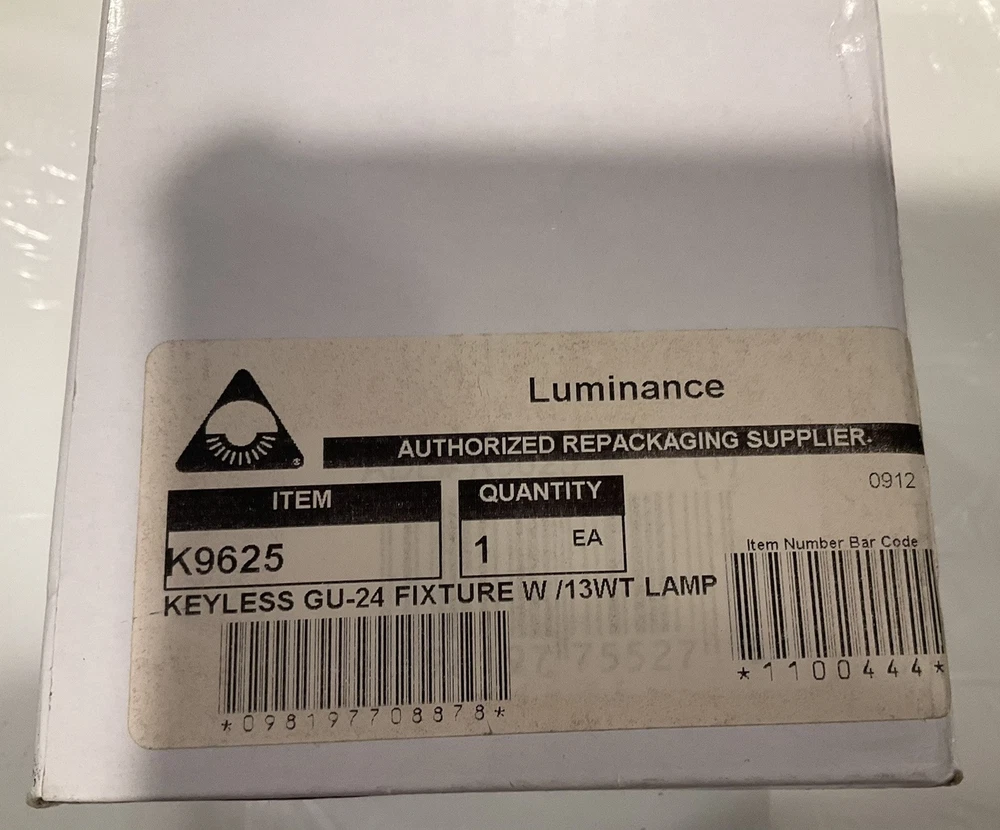 Luminance
AUTHORIZED REPACKAGING SUPPLIER.
0912
ITEM
QUANTITY
K9625
1 EA
Item Number Bar Code
KEYLESS GU-24 FIXTURE W /13WT LAMP
*1100444*
*098197708878*
75527
®